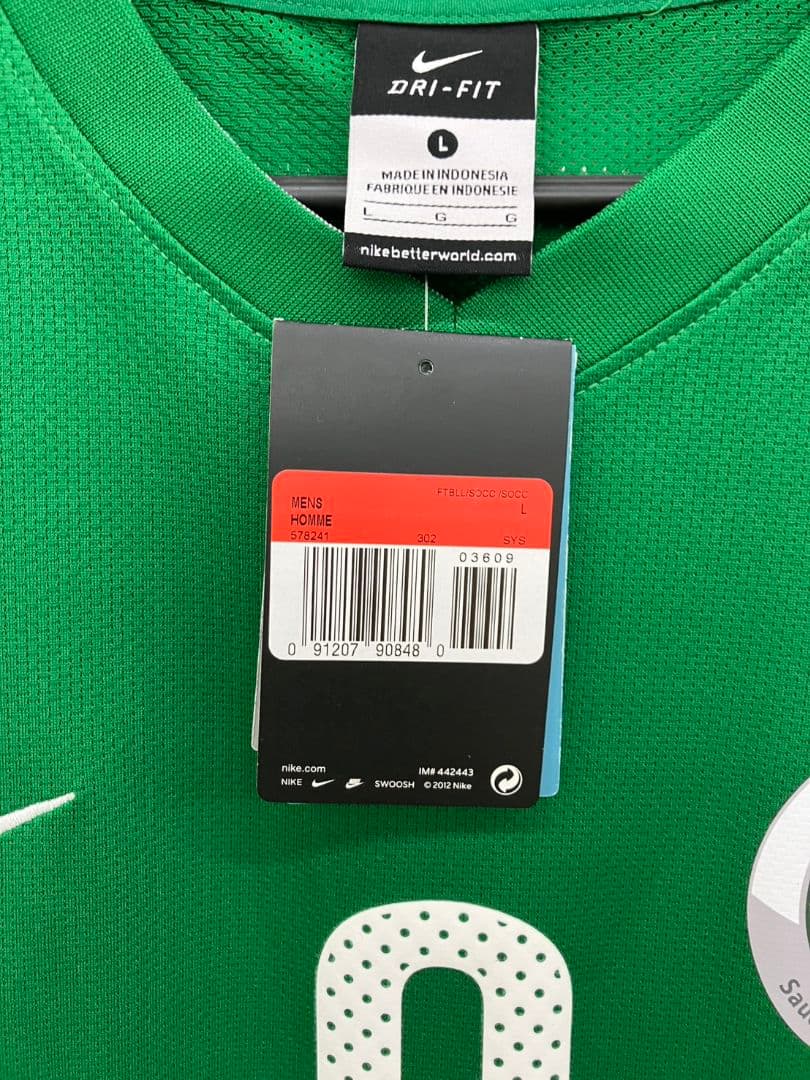 DRI-FIT
L
MADE IN INDONESIA
FABRIQUE EN INDONESIE
L G G
nikebetterworld.com
FTBLL/SOCC/SOCC
MENS L
HOMME
578241 302 SYS
03609
0 91207 90848 0
nike.com IM# 442443
NIKE SWOOSH © 2012 Nike